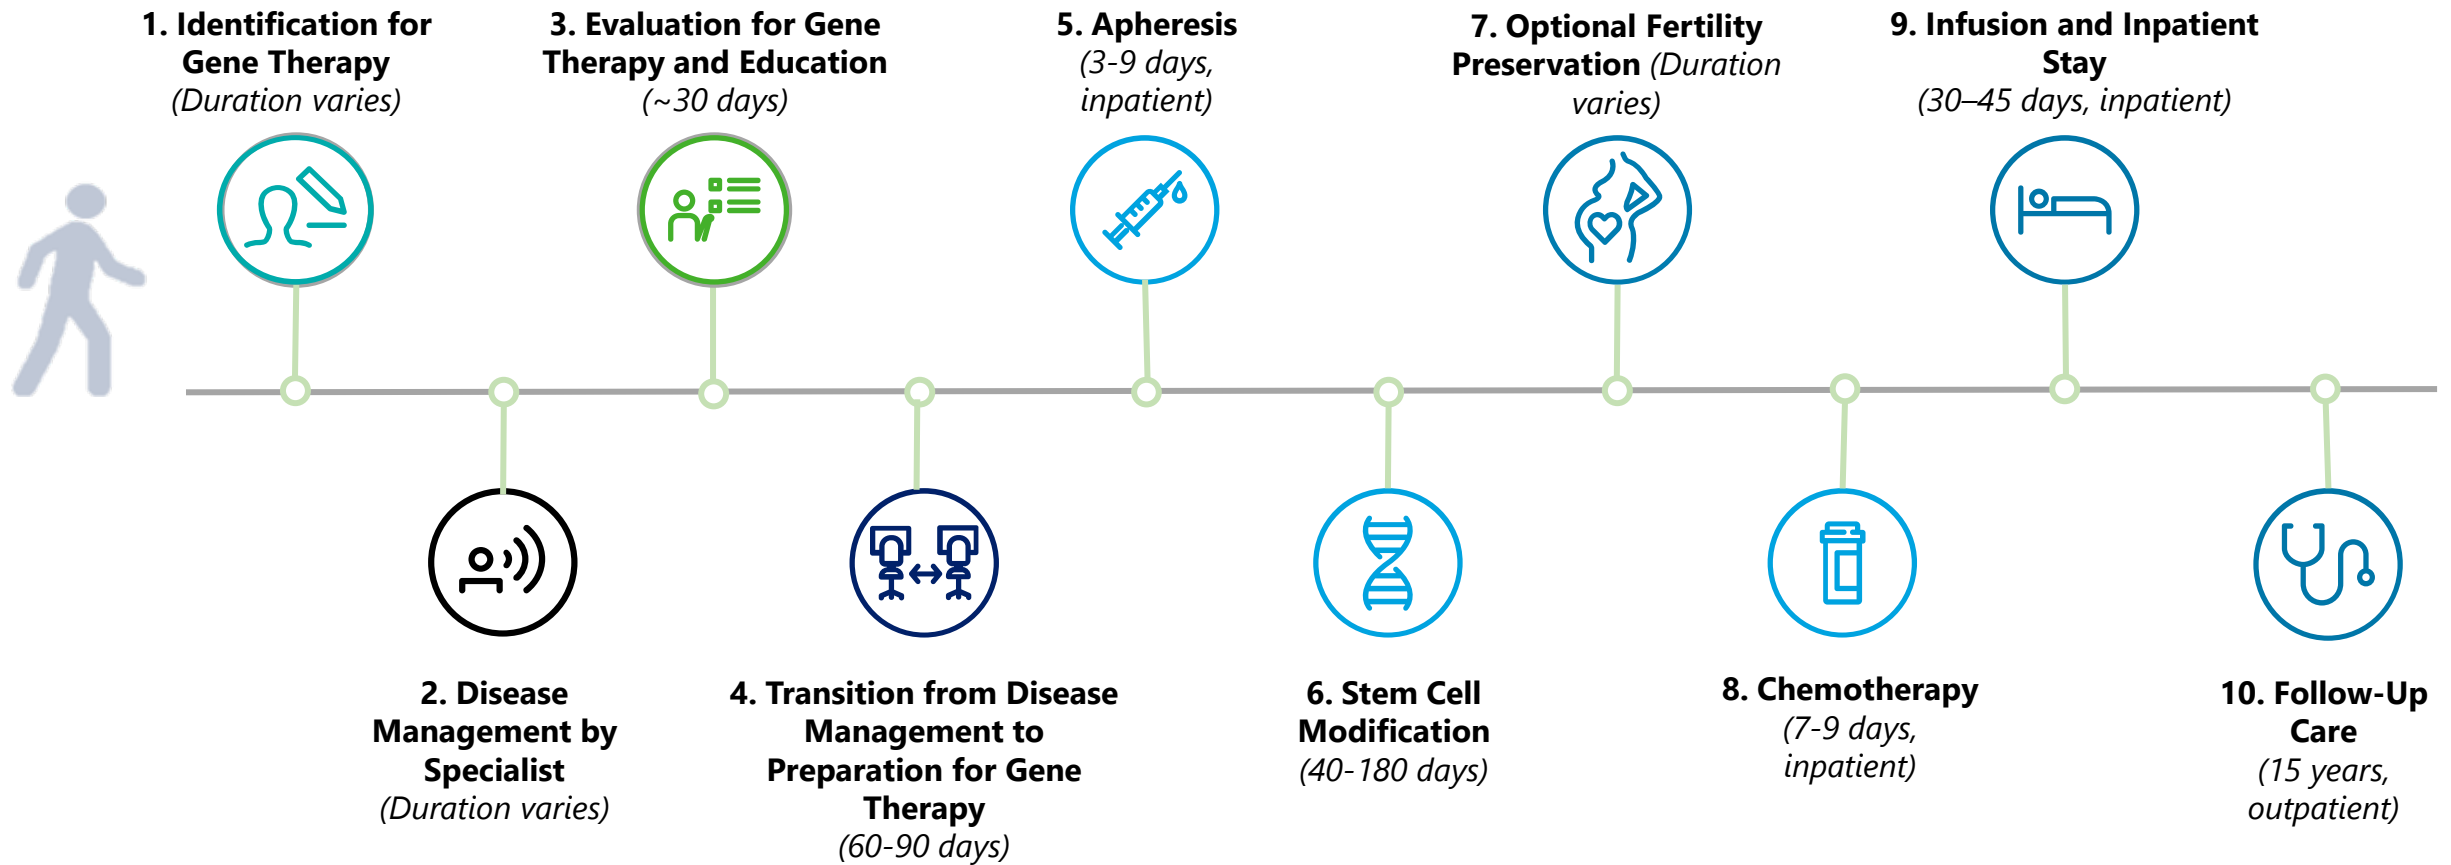 1. Identification for
Gene Therapy
(Duration varies)
2. Disease
Management by
Specialist
(Duration varies)
3. Evaluation for Gene
Therapy and Education
(~30 days)
4. Transition from Disease
Management to
Preparation for Gene
Therapy
(60-90 days)
5. Apheresis
(3-9 days,
inpatient)
6. Stem Cell
Modification
(40-180 days)
7. Optional Fertility
Preservation (Duration
varies)
8. Chemotherapy
(7-9 days,
inpatient)
9. Infusion and Inpatient
Stay
(30–45 days, inpatient)
10. Follow-Up
Care
(15 years,
outpatient)